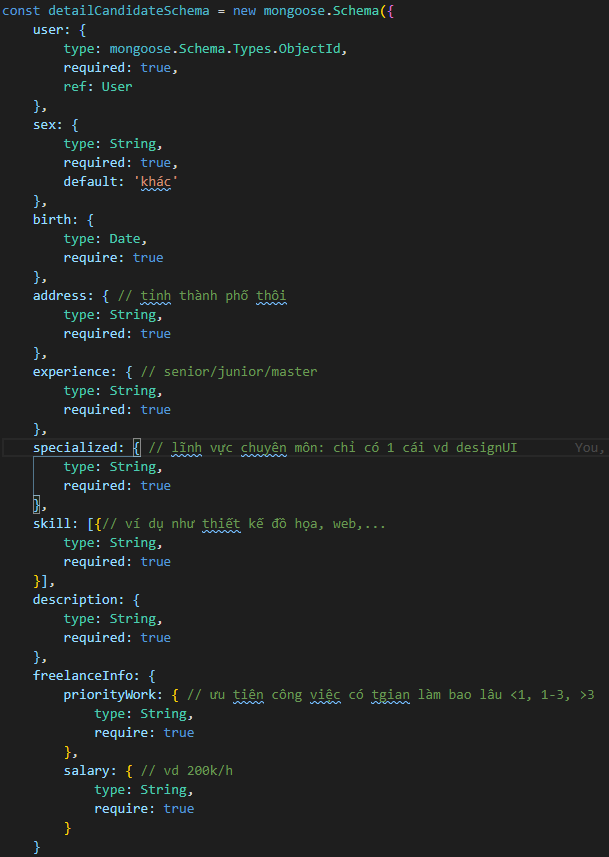 const detailCandidateSchema = new mongoose.Schema({
    user: {
        type: mongoose.Schema.Types.ObjectId,
        required: true,
        ref: User
    },
    sex: {
        type: String,
        required: true,
        default: 'khác'
    },
    birth: {
        type: Date,
        require: true
    },
    address: { // tỉnh thành phố thôi
        type: String,
        required: true
    },
    experience: { // senior/junior/master
        type: String,
        required: true
    },
    specialized: { // lĩnh vực chuyên môn: chỉ có 1 cái vd designUI You,
        type: String,
        required: true
    },
    skill: [{// ví dụ như thiết kế đồ họa, web,...
        type: String,
        required: true
    }],
    description: {
        type: String,
        required: true
    },
    freelanceInfo: {
        priorityWork: { // ưu tiên công việc có tgian làm bao lâu <1, 1-3, >3
            type: String,
            require: true
        },
        salary: { // vd 200k/h
            type: String,
            require: true
        }
    }